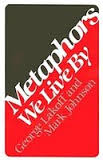 Metaphors
We Live By
George Lakoff and
Mark Johnson